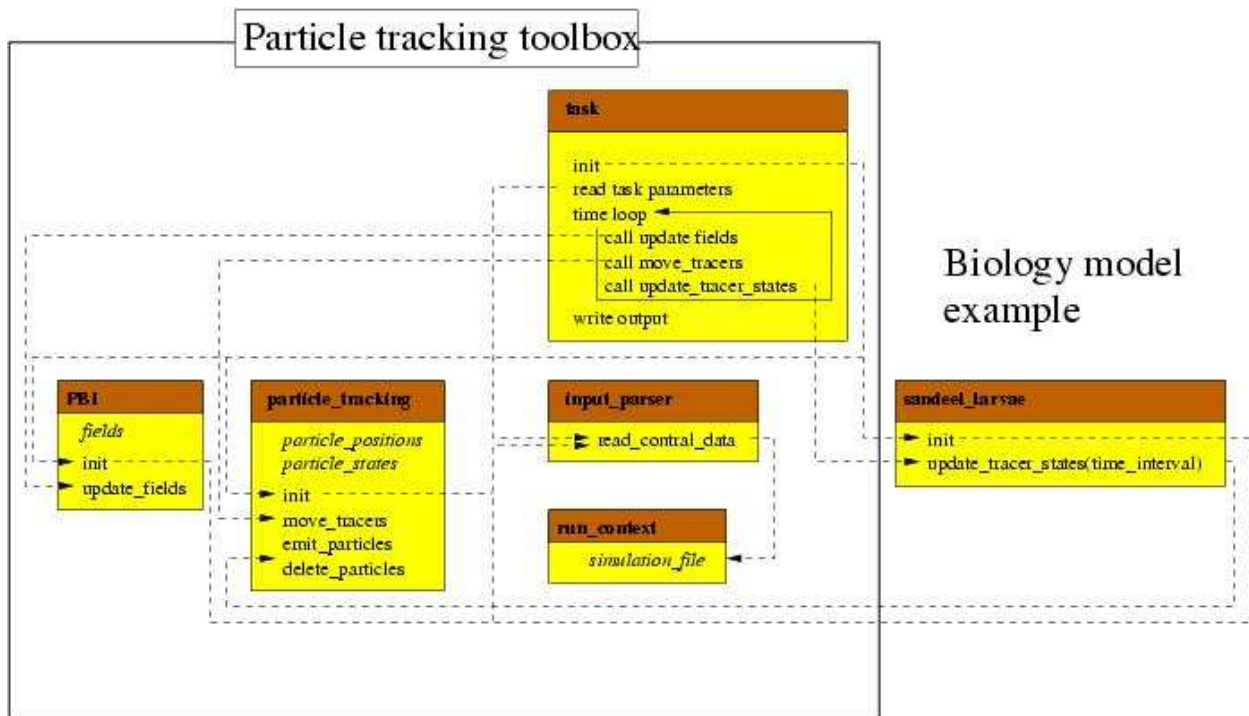 Particle tracking toolbox
task
init
read task parameters
time loop
call update fields
call move_tracers
call update_tracer_states
write output
Biology model
example
PBI
fields
init
update_fields
particle_tracking
particle_positions
particle_states
init
move_tracers
emit_particles
delete_particles
input_parser
read_contral_data
run_context
simulation_file
sandeel_larvae
init
update_tracer_states(time_interval)